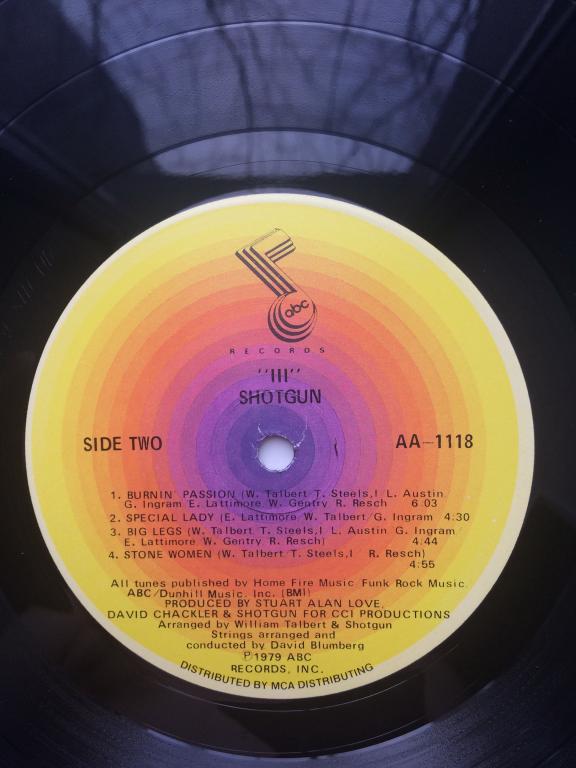 abc
RECORDS
"III"
SHOTGUN
SIDE TWO
AA-1118
1. BURNIN' PASSION (W. Talbert T. Steels,I L. Austin
G. Ingram E. Lattimore W. Gentry R. Resch 6 03
2. SPECIAL LADY (E. Lattimore W. Talbert G. Ingram 4:30
3. BIG LEGS (W. Talbert T. Steels,I L. Austin G. Ingram
E. Lattimore W. Gentry R. Resch) 4:44
4. STONE WOMEN (W. Talbert T. Steels,I R. Resch)
4:55
All tunes published by Home Fire Music Funk Rock Music.
ABC/Dunhill Music. Inc. (BMI)
PRODUCED BY STUART ALAN LOVE,
DAVID CHACKLER & SHOTGUN FOR CCI PRODUCTIONS
Arranged by William Talbert & Shotgun
Strings arranged and
conducted by David Blumberg
℗1979 ABC
RECORDS, INC.
DISTRIBUTED BY MCA DISTRIBUTING